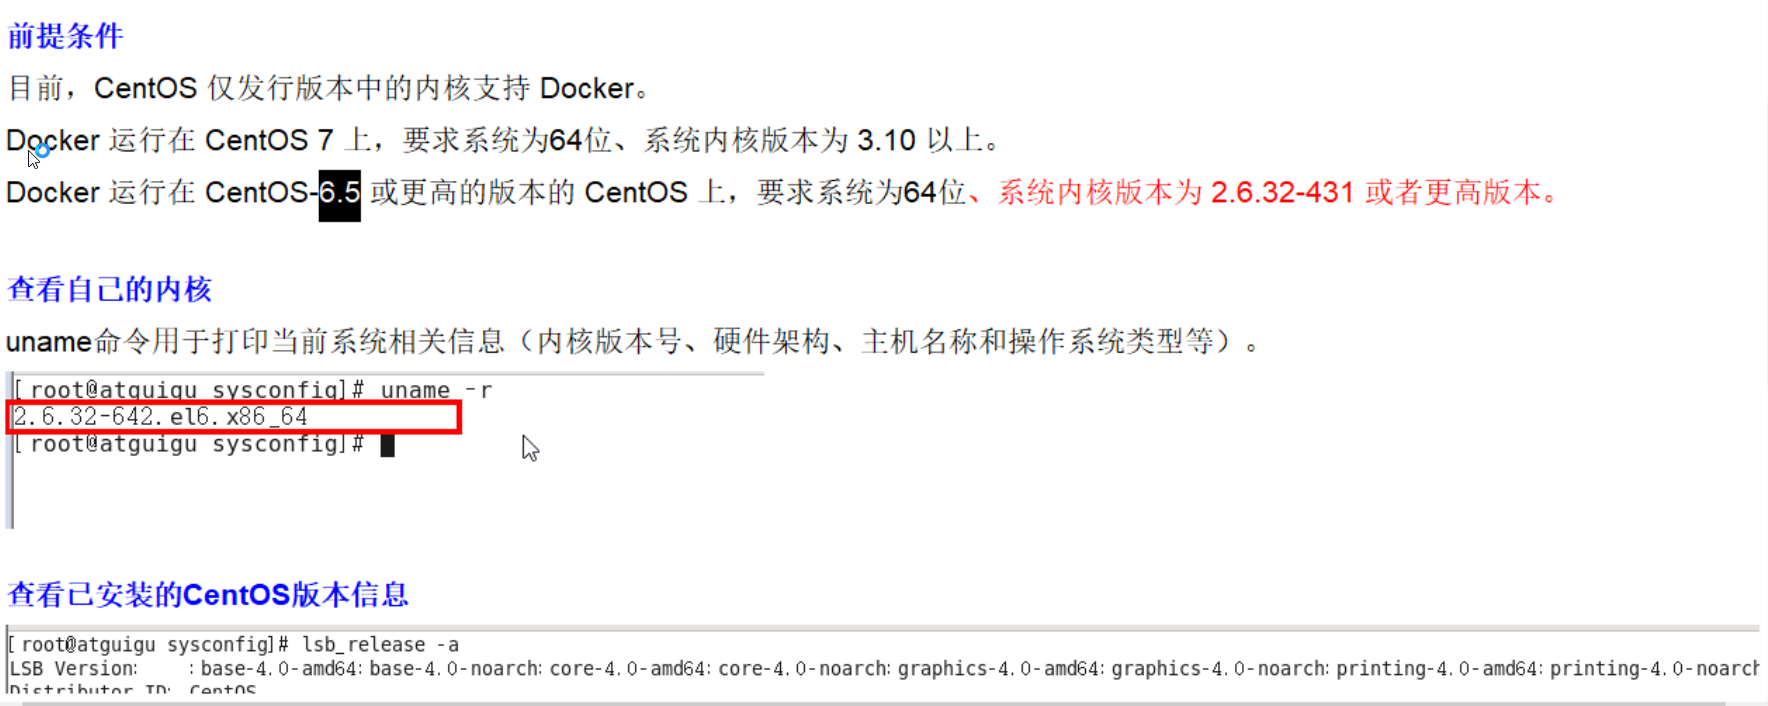 前提条件
目前，CentOS 仅发行版本中的内核支持 Docker。
Docker 运行在 CentOS 7 上，要求系统为64位、系统内核版本为 3.10 以上。
Docker 运行在 CentOS-6.5 或更高的版本的 CentOS 上，要求系统为64位、系统内核版本为 2.6.32-431 或者更高版本。
查看自己的内核
uname命令用于打印当前系统相关信息（内核版本号、硬件架构、主机名称和操作系统类型等）。
[root@atguigu sysconfig]# uname -r
2.6.32-642.el6.x86_64
[root@atguigu sysconfig]#
查看已安装的CentOS版本信息
[root@atguigu sysconfig]# lsb_release -a
LSB Version:    :base-4.0-amd64:base-4.0-noarch:core-4.0-amd64:core-4.0-noarch:graphics-4.0-amd64:graphics-4.0-noarch:printing-4.0-amd64:printing-4.0-noarch
Distributor ID: CentOS